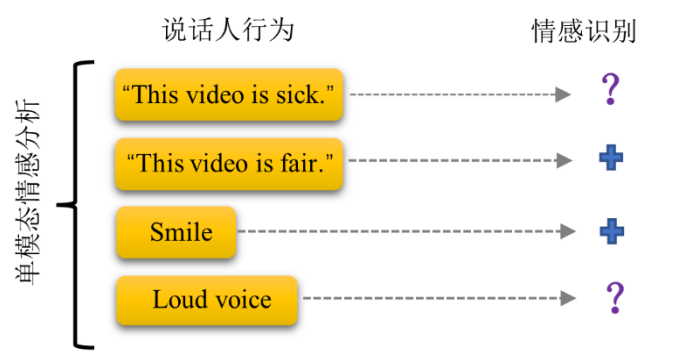 说话人行为
情感识别
单模态情感分析
“This video is sick.”
?
“This video is fair.”
Smile
Loud voice
?